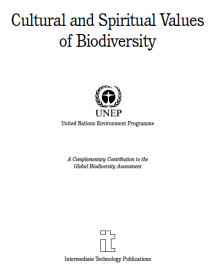 Cultural and Spiritual Values
of Biodiversity
UNEP
United Nations Environment Programme
A Complementary Contribution to the
Global Biodiversity Assessment
it
Intermediate Technology Publications